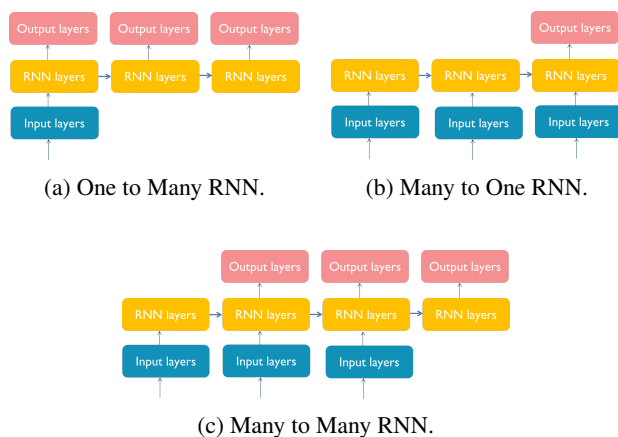 Output layers Output layers Output layers
RNN layers RNN layers RNN layers
Input layers
(a) One to Many RNN.
Output layers
RNN layers RNN layers RNN layers
Input layers Input layers Input layers
(b) Many to One RNN.
Output layers Output layers Output layers
RNN layers RNN layers RNN layers RNN layers
Input layers Input layers Input layers
(c) Many to Many RNN.